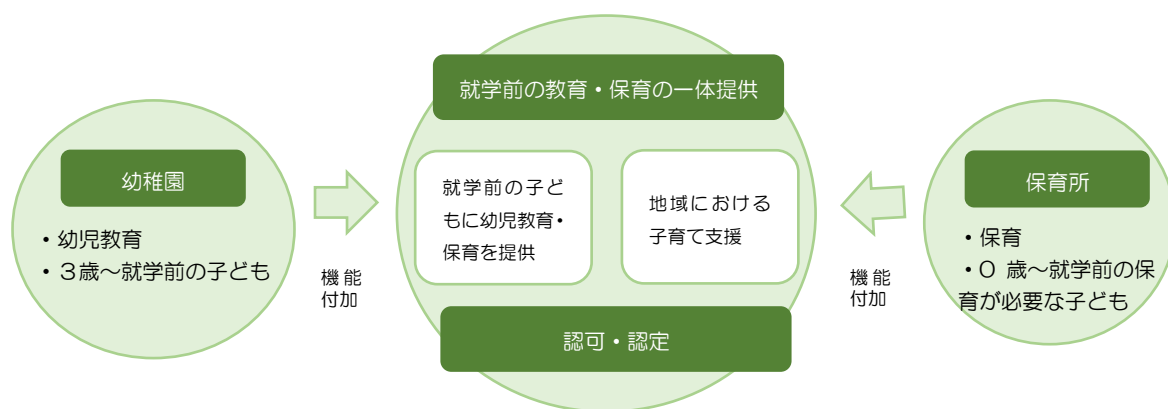 幼稚園
・幼児教育
・３歳～就学前の子ども
機能
付加
就学前の教育・保育の一体提供
就学前の子ど
もに幼児教育・
保育を提供
地域における
子育て支援
認可・認定
機能
付加
保育所
・保育
・０ 歳～就学前の保
育が必要な子ども